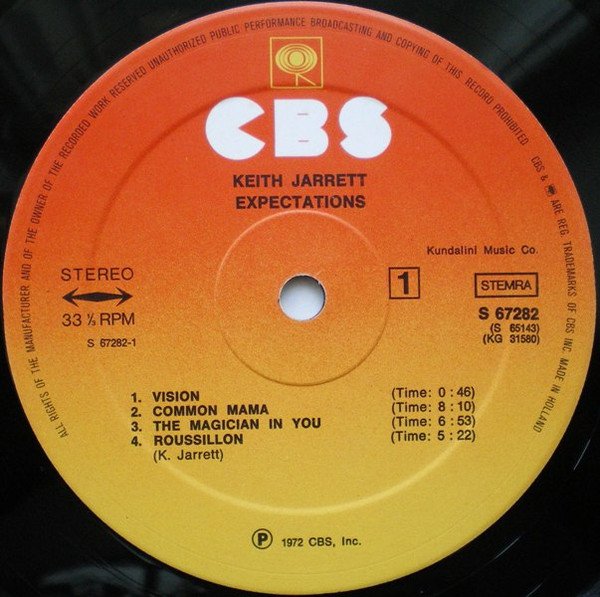 ALL RIGHTS OF THE MANUFACTURER AND OF THE OWNER OF THE RECORDED WORK RESERVED UNAUTHORIZED PUBLIC PERFORMANCE BROADCASTING AND COPYING OF THIS RECORD PROHIBITED CBS & ARE REG. TRADEMARKS OF CBS INC. MADE IN HOLLAND
CBS
KEITH JARRETT
EXPECTATIONS
Kundalini Music Co.
STEREO
1
STEMRA
33 ⅓ RPM
S 67282
(S 65143)
(KG 31580)
S 67282-1
1. VISION (Time: 0 : 46)
2. COMMON MAMA (Time: 8 : 10)
3. THE MAGICIAN IN YOU (Time: 6 : 53)
4. ROUSSILLON (Time: 5 : 22)
(K. Jarrett)
Ⓟ 1972 CBS, Inc.